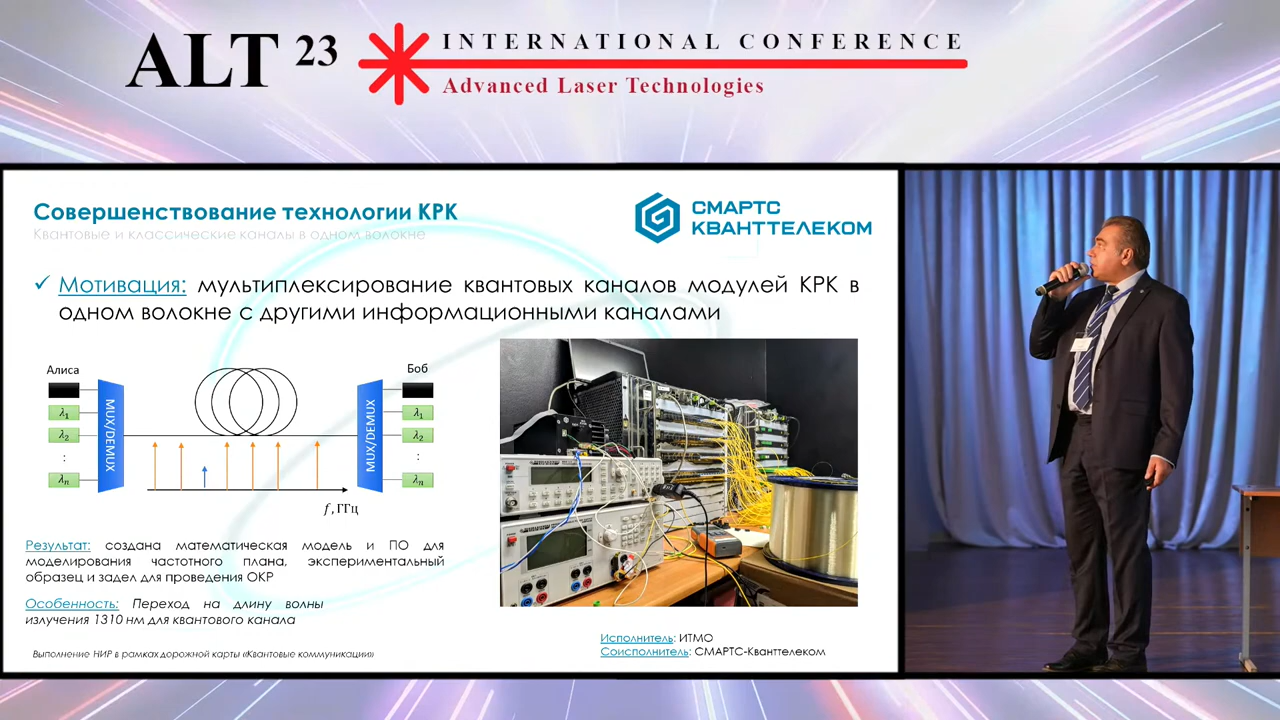 ALT 23
INTERNATIONAL CONFERENCE
Advanced Laser Technologies
Совершенствование технологии КРК
Квантовые и классические каналы в одном волокне
СМАРТС
КВАНТТЕЛЕКОМ
✓ Мотивация: мультиплексирование квантовых каналов модулей КРК в
одном волокне с другими информационными каналами
Алиса
Боб
λ1
λ2
:
λn
MUX/DEMUX
MUX/DEMUX
λ1
λ2
:
λn
f, ГГц
Результат: создана математическая модель и ПО для
моделирования частотного плана, экспериментальный
образец и задел для проведения ОКР
Особенность: Переход на длину волны
излучения 1310 нм для квантового канала
Выполнение НИР в рамках дорожной карты «Квантовые коммуникации»
Исполнитель: ИТМО
Соисполнитель: СМАРТС-Кванттелеком